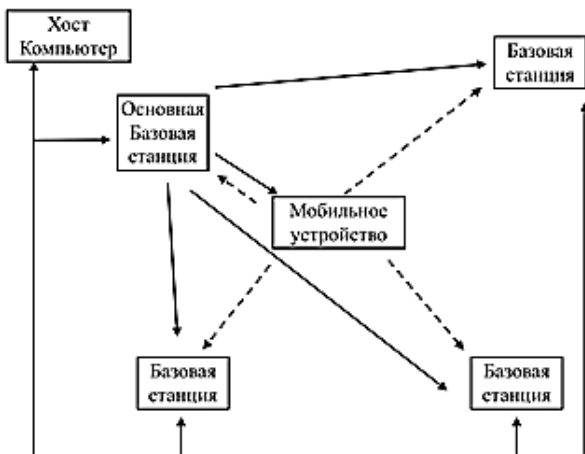 Хост
Компьютер
Базовая
станция
Основная
Базовая
станция
Мобильное
устройство
Базовая
станция
Базовая
станция